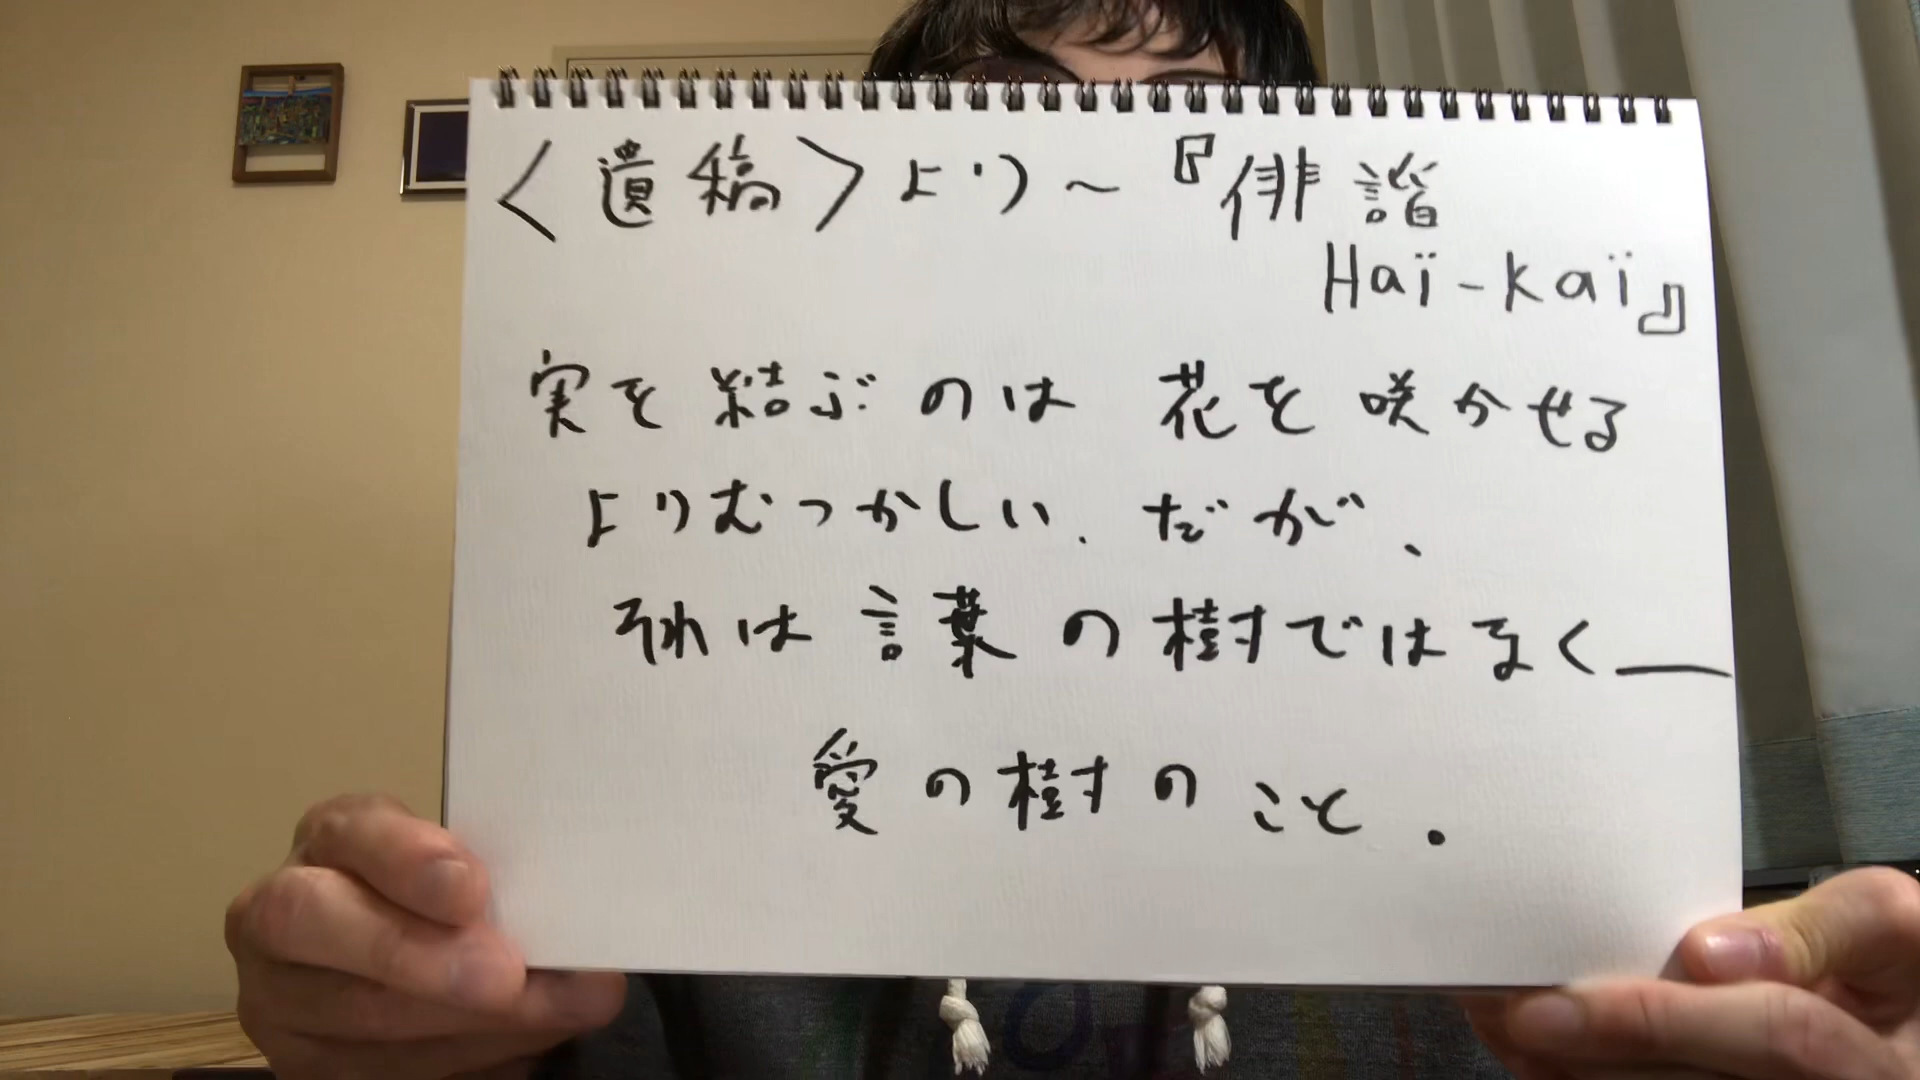 〈遺稿〉より～『俳諧
Haï-kaï』
実を結ぶのは 花を咲かせる
よりむつかしい、だが、
それは言葉の樹ではなく―
愛の樹のこと.